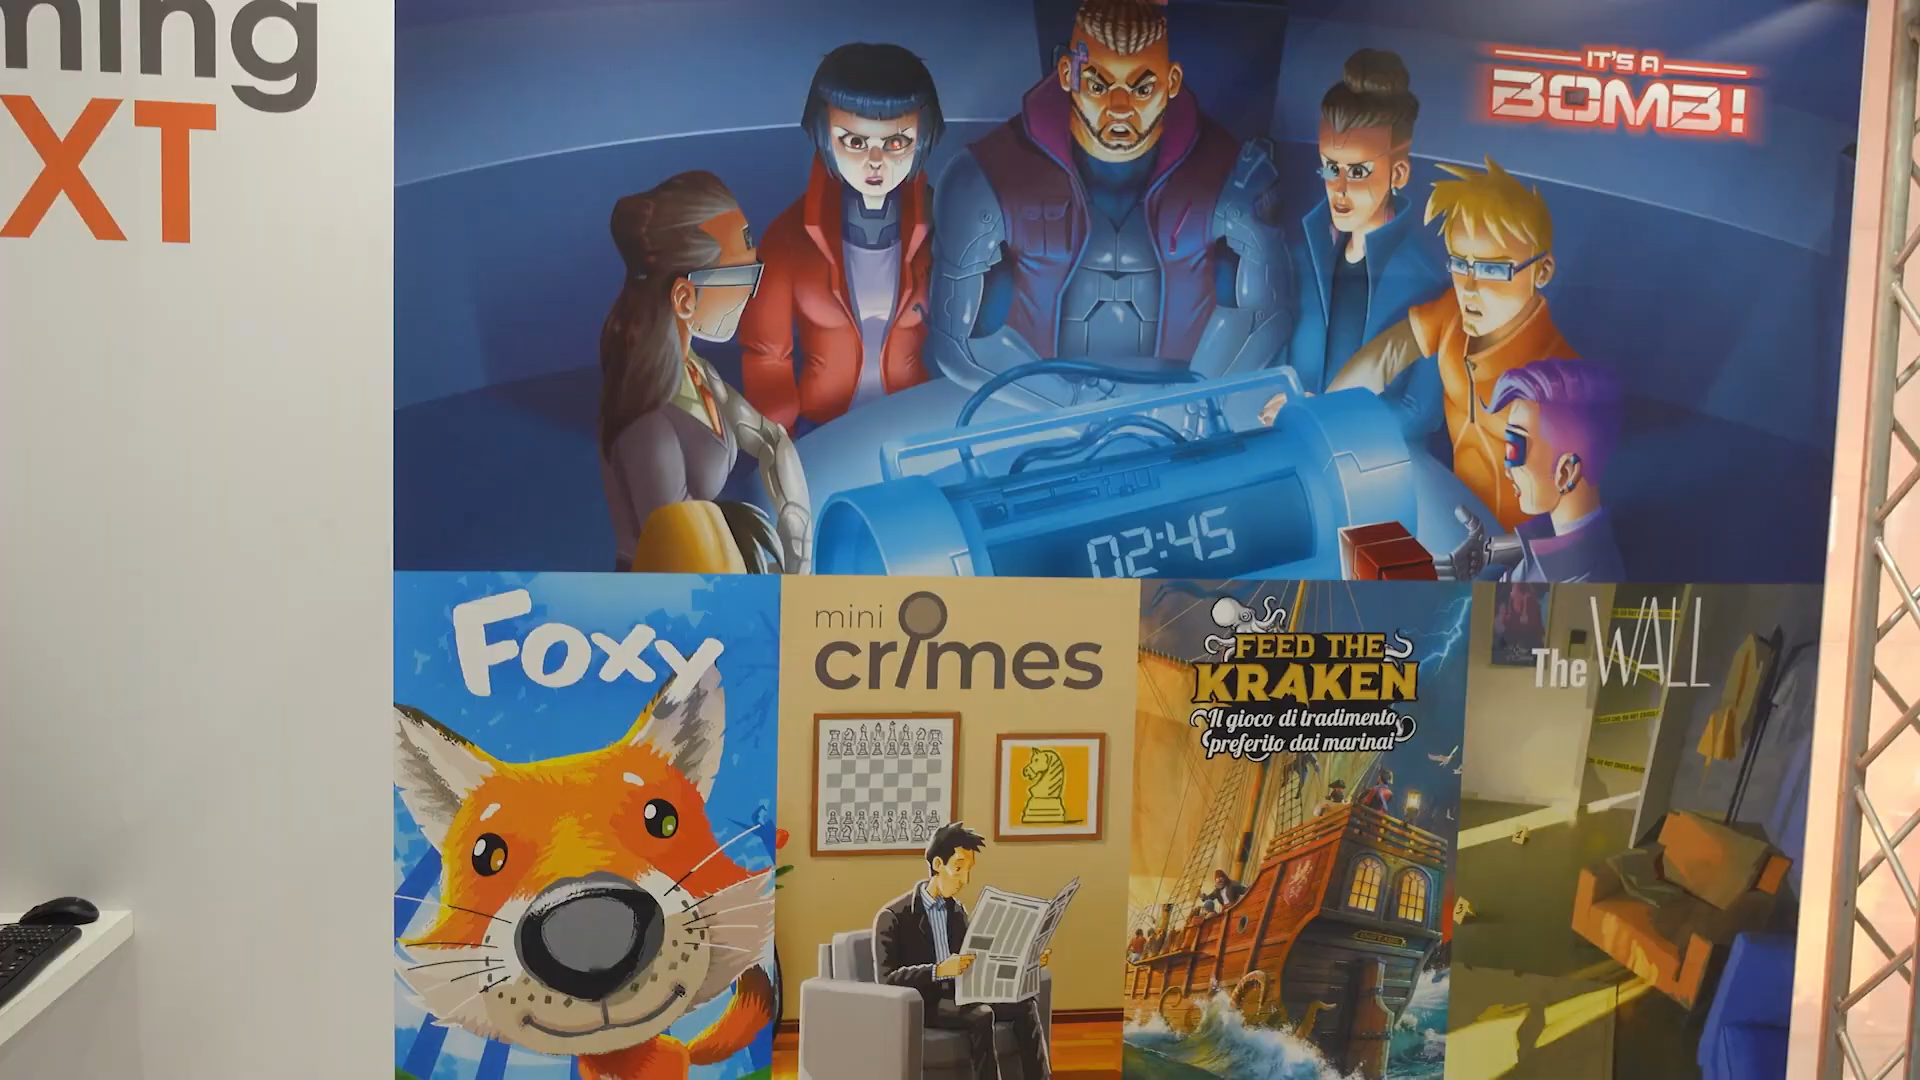 ming
XT
IT'S A
BOMB!
02:45
Foxy
mini
crimes
FEED THE
KRAKEN
Il gioco di tradimento
preferito dai marinai
The WALL